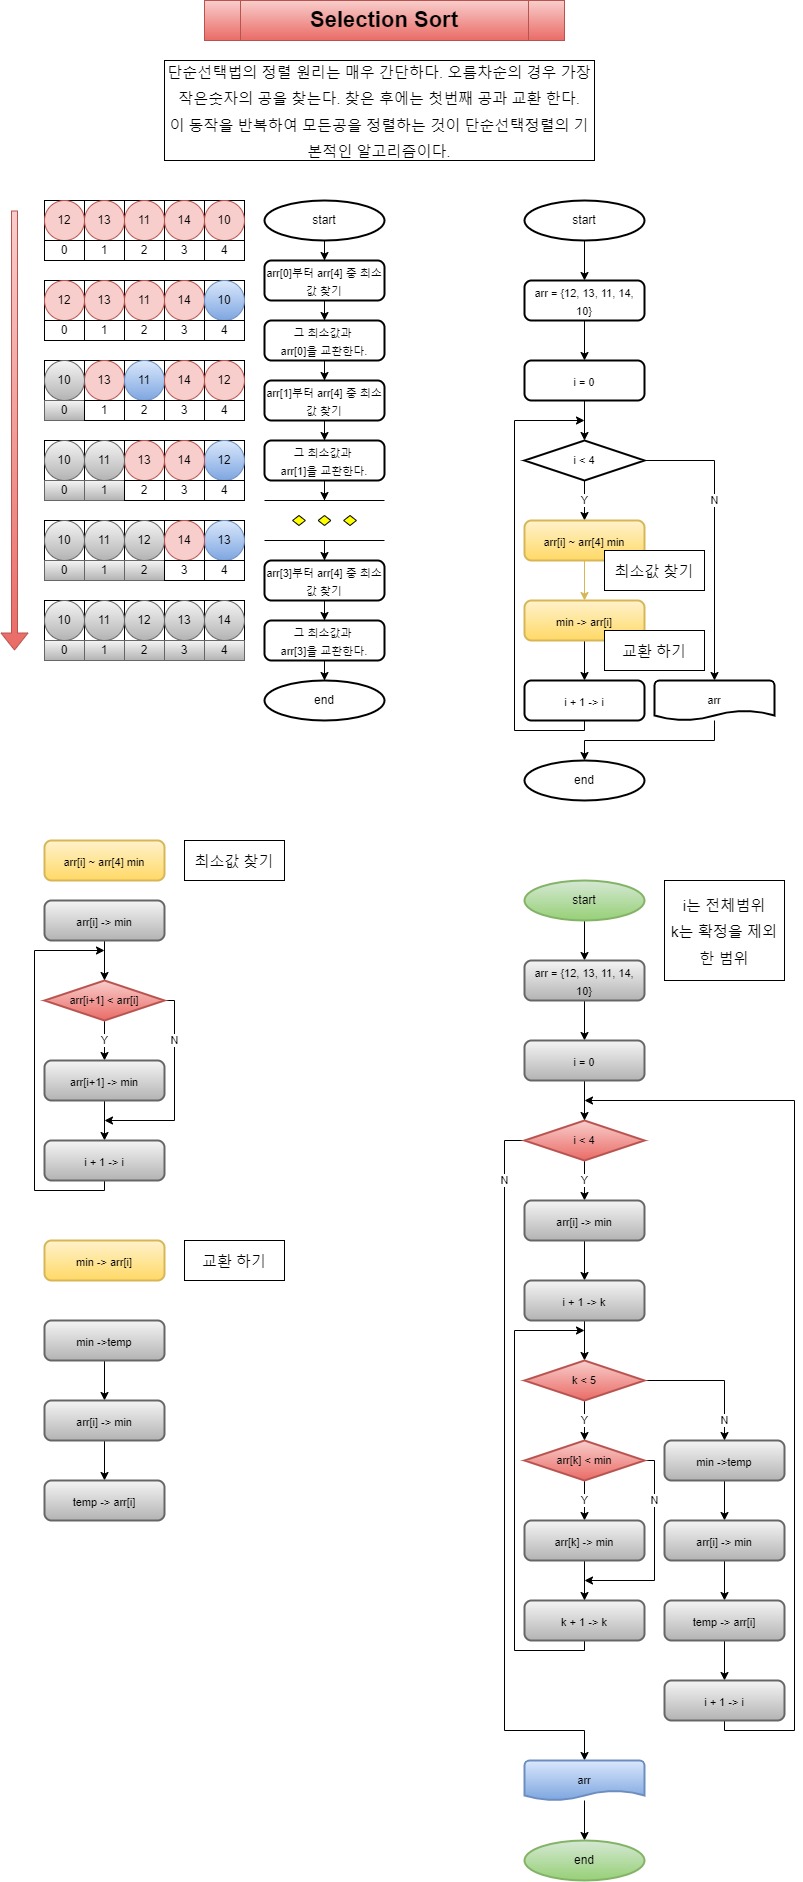 Selection Sort
단순선택법의 정렬 원리는 매우 간단하다. 오름차순의 경우 가장
작은숫자의 공을 찾는다. 찾은 후에는 첫번째 공과 교환 한다.
이 동작을 반복하여 모든공을 정렬하는 것이 단순선택정렬의 기
본적인 알고리즘이다.
12 13 11 14 10
0 1 2 3 4
12 13 11 14 10
0 1 2 3 4
10 13 11 14 12
0 1 2 3 4
10 11 13 14 12
0 1 2 3 4
10 11 12 14 13
0 1 2 3 4
10 11 12 13 14
0 1 2 3 4
start
arr[0]부터 arr[4] 중 최소
값 찾기
그 최소값과
arr[0]을 교환한다.
arr[1]부터 arr[4] 중 최소
값 찾기
그 최소값과
arr[1]을 교환한다.
arr[3]부터 arr[4] 중 최소
값 찾기
그 최소값과
arr[3]을 교환한다.
end
start
arr = {12, 13, 11, 14,
10}
i = 0
i < 4
Y
N
arr[i] ~ arr[4] min
최소값 찾기
min -> arr[i]
교환 하기
i + 1 -> i
arr
end
arr[i] ~ arr[4] min
최소값 찾기
arr[i] -> min
arr[i+1] < arr[i]
Y
N
arr[i+1] -> min
i + 1 -> i
min -> arr[i]
교환 하기
min ->temp
arr[i] -> min
temp -> arr[i]
start
i는 전체범위
k는 확정을 제외
한 범위
arr = {12, 13, 11, 14,
10}
i = 0
i < 4
N
Y
arr[i] -> min
i + 1 -> k
k < 5
Y
N
arr[k] < min
Y
N
arr[k] -> min
k + 1 -> k
min ->temp
arr[i] -> min
temp -> arr[i]
i + 1 -> i
arr
end